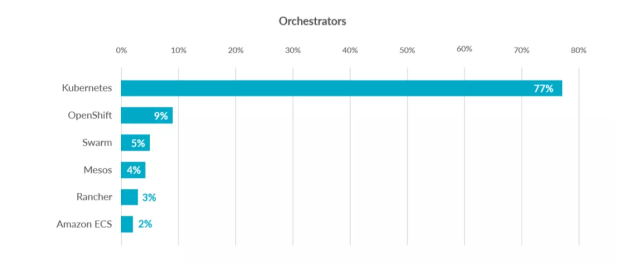 Orchestrators
0% 10% 20% 30% 40% 50% 60% 70% 80%
Kubernetes 77%
OpenShift 9%
Swarm 5%
Mesos 4%
Rancher 3%
Amazon ECS 2%